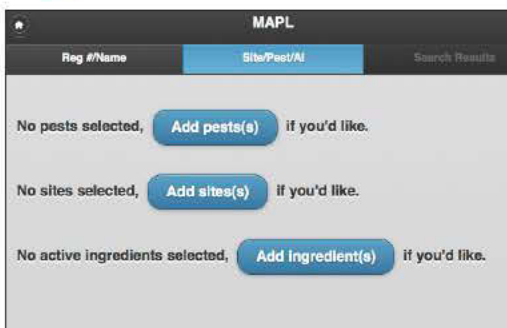 MAPL
Reg #/Name Site/Pest/AI Search Results
No pests selected, Add pests(s) if you'd like.
No sites selected, Add sites(s) if you'd like.
No active ingredients selected, Add ingredient(s) if you'd like.